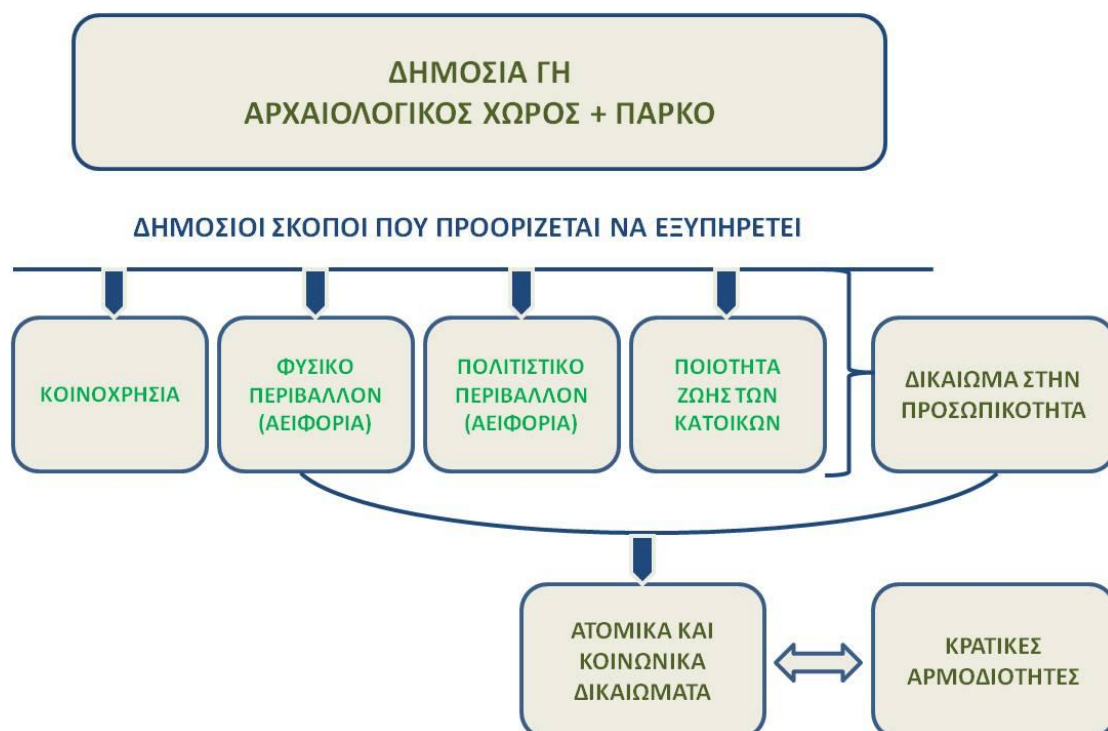 ΔΗΜΟΣΙΑ ΓΗ
ΑΡΧΑΙΟΛΟΓΙΚΟΣ ΧΩΡΟΣ + ΠΑΡΚΟ
ΔΗΜΟΣΙΟΙ ΣΚΟΠΟΙ ΠΟΥ ΠΡΟΟΡΙΖΕΤΑΙ ΝΑ ΕΞΥΠΗΡΕΤΕΙ
ΚΟΙΝΟΧΡΗΣΙΑ
ΦΥΣΙΚΟ
ΠΕΡΙΒΑΛΛΟΝ
(ΑΕΙΦΟΡΙΑ)
ΠΟΛΙΤΙΣΤΙΚΟ
ΠΕΡΙΒΑΛΛΟΝ
(ΑΕΙΦΟΡΙΑ)
ΠΟΙΟΤΗΤΑ
ΖΩΗΣ ΤΩΝ
ΚΑΤΟΙΚΩΝ
ΔΙΚΑΙΩΜΑ ΣΤΗΝ
ΠΡΟΣΩΠΙΚΟΤΗΤΑ
ΑΤΟΜΙΚΑ ΚΑΙ
ΚΟΙΝΩΝΙΚΑ
ΔΙΚΑΙΩΜΑΤΑ
ΚΡΑΤΙΚΕΣ
ΑΡΜΟΔΙΟΤΗΤΕΣ